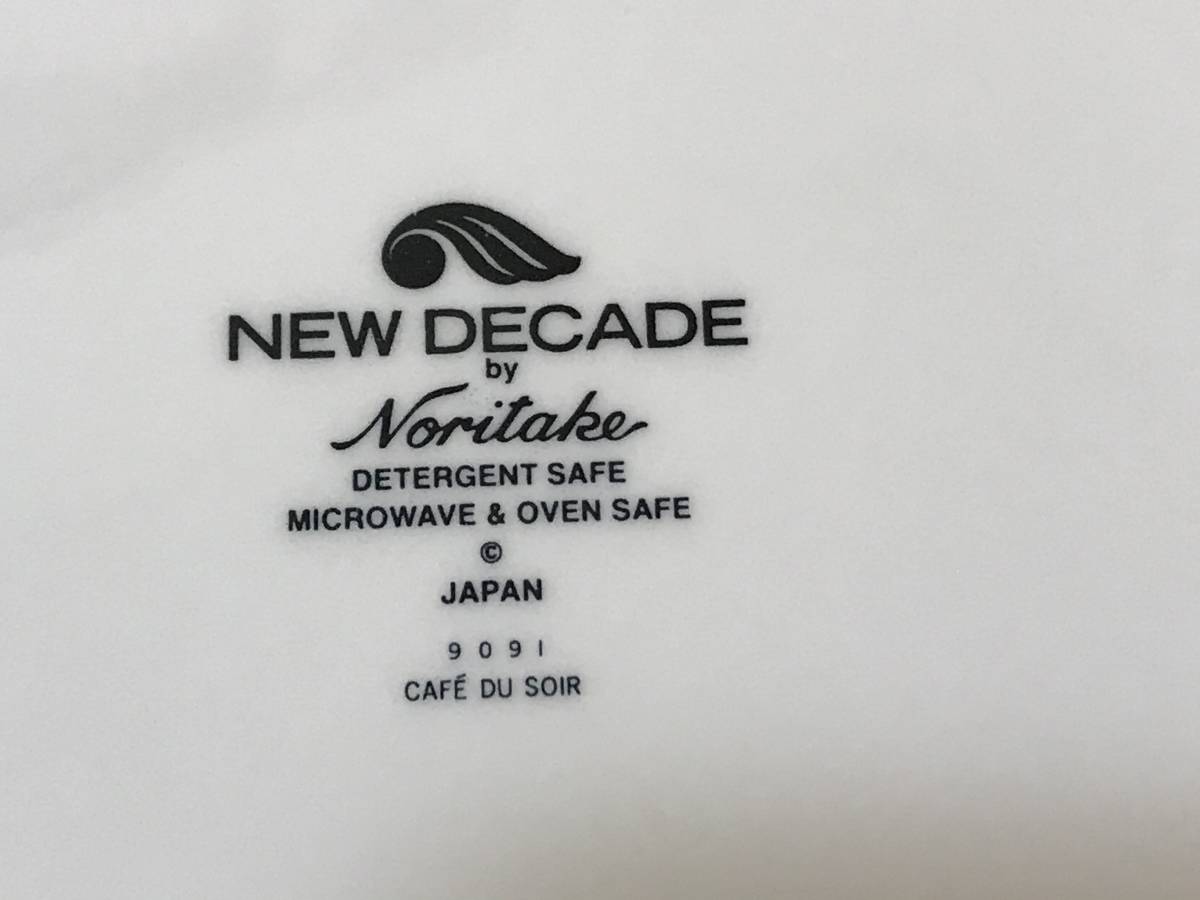 NEW DECADE
by
Noritake
DETERGENT SAFE
MICROWAVE & OVEN SAFE
©
JAPAN
9091
CAFÉ DU SOIR